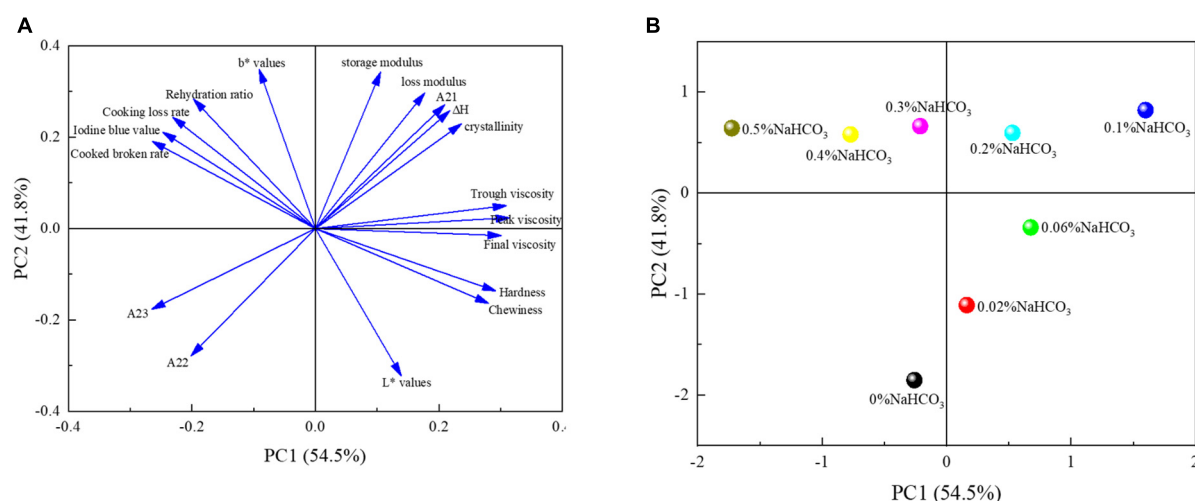 A
0.4
0.2
0.0
-0.2
-0.4
PC2 (41.8%)
b* values
storage modulus
loss modulus
Rehydration ratio
A21
Cooking loss rate
ΔH
Iodine blue value
crystallinity
Cooked broken rate
Trough viscosity
Peak viscosity
Final viscosity
Hardness
Chewiness
A23
A22
L* values
-0.4
-0.2
0.0
0.2
PC1 (54.5%)
B
1
0
-1
-2
PC2 (41.8%)
0.5%NaHCO3
0.4%NaHCO3
0.3%NaHCO3
0.2%NaHCO3
0.1%NaHCO3
0.06%NaHCO3
0.02%NaHCO3
0%NaHCO3
-2
-1
0
1
2
PC1 (54.5%)